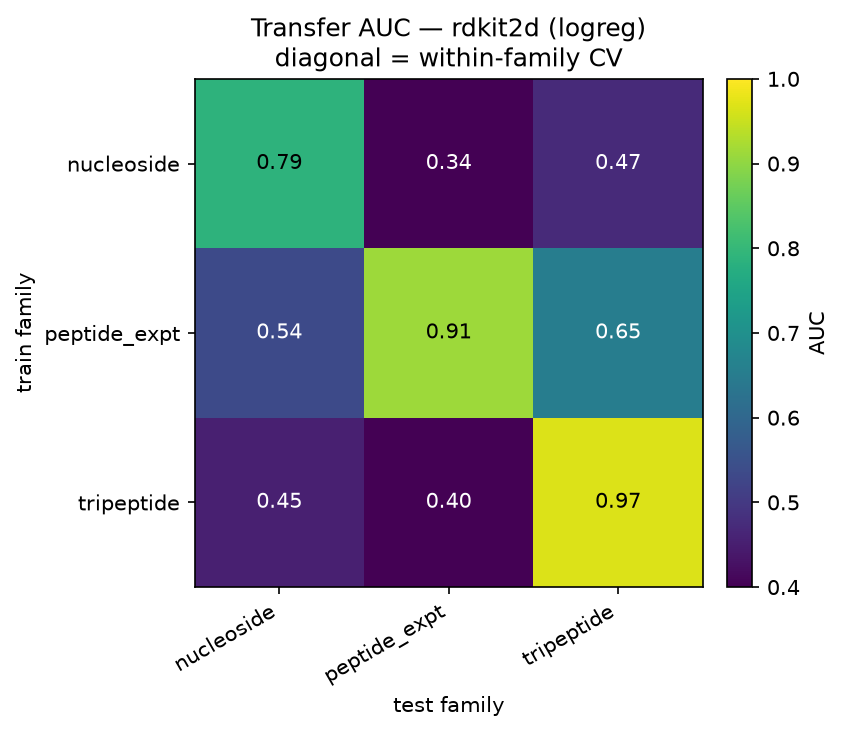 Transfer AUC — rdkit2d (logreg)
diagonal = within-family CV
nucleoside
0.79
0.34
0.47
peptide_expt
0.54
0.91
0.65
tripeptide
0.45
0.40
0.97
train family
nucleoside
peptide_expt
tripeptide
test family
1.0
0.9
0.8
0.7
0.6
0.5
0.4
AUC